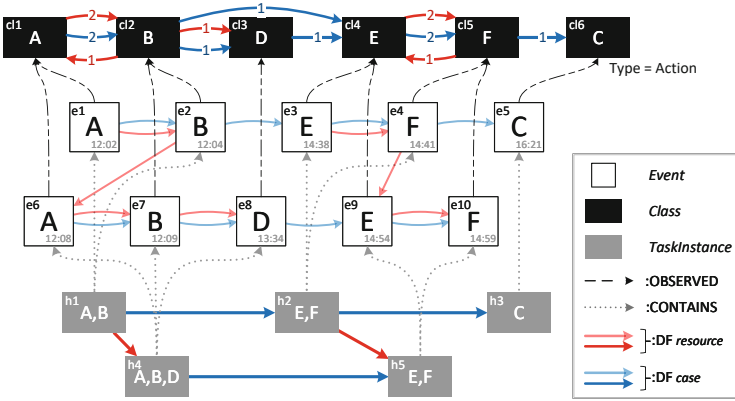 1
2 1 2
cl1 A 2 cl2 B 1 cl3 D 1 cl4 E 2 cl5 F 1 cl6 C
1 1
Type = Action
e1 A 12:02
e2 B 12:04
e3 E 14:38
e4 F 14:41
e5 C 16:21
e6 A 12:08
e7 B 12:09
e8 D 13:34
e9 E 14:54
e10 F 14:59
h1 A,B
h2 E,F
h3 C
h4 A,B,D
h5 E,F
Event
Class
TaskInstance
:OBSERVED
:CONTAINS
:DF resource
:DF case